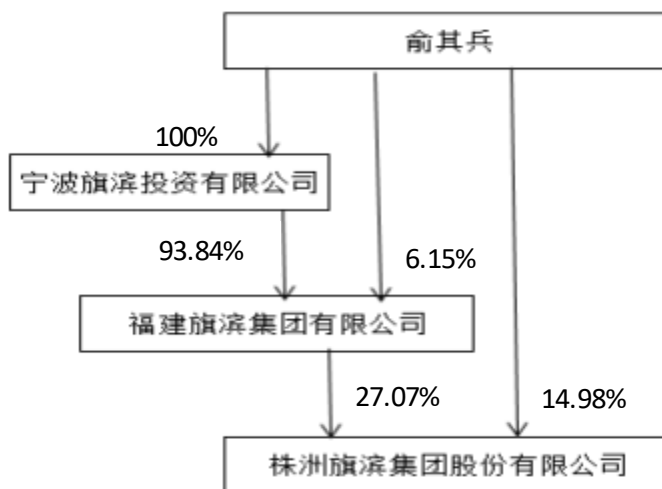 俞其兵
100%
宁波旗滨投资有限公司
93.84%
6.15%
福建旗滨集团有限公司
27.07%
14.98%
株洲旗滨集团股份有限公司